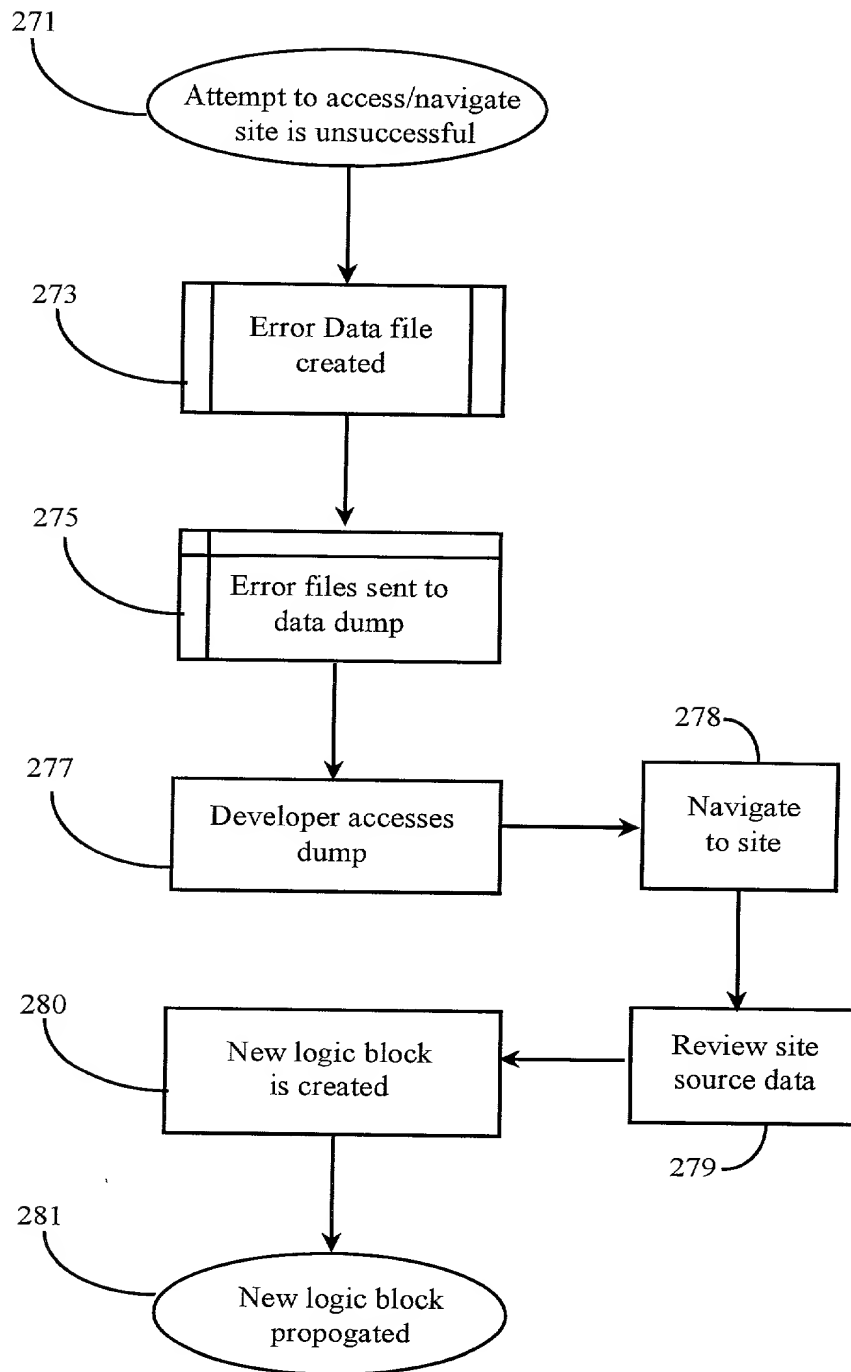 271
Attempt to access/navigate
site is unsuccessful
273
Error Data file
created
275
Error files sent to
data dump
277
Developer accesses
dump
278
Navigate
to site
279
Review site
source data
280
New logic block
is created
281
New logic block
propogated